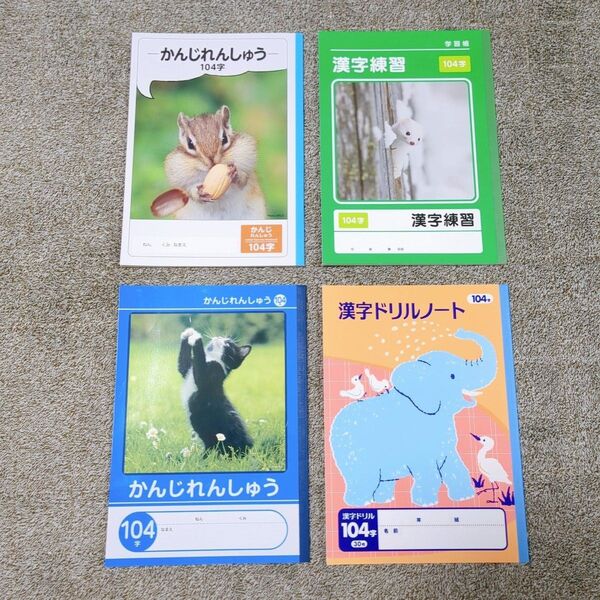 かんじれんしゅう
104字
かんじ
れんしゅう
104字
ねん くみ なまえ
学習帳
漢字練習
104字
104字
漢字練習
かんじれんしゅう 104
かんじれんしゅう
104
字
ねん くみ
なまえ
104字
漢字ドリルノート
漢字ドリル
104字
年 組
名前